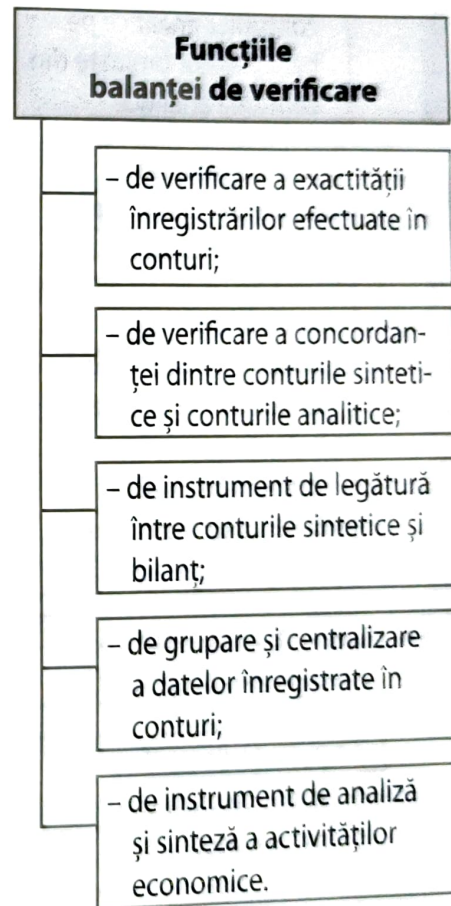 Funcțiile
balanței de verificare
– de verificare a exactității
înregistrărilor efectuate în
conturi;
– de verificare a concordan-
ței dintre conturile sinteti-
ce și conturile analitice;
– de instrument de legătură
între conturile sintetice și
bilanț;
– de grupare și centralizare
a datelor înregistrate în
conturi;
– de instrument de analiză
și sinteză a activităților
economice.